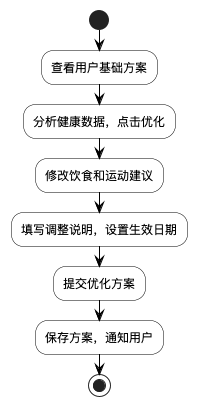 查看用户基础方案
分析健康数据，点击优化
修改饮食和运动建议
填写调整说明，设置生效日期
提交优化方案
保存方案，通知用户